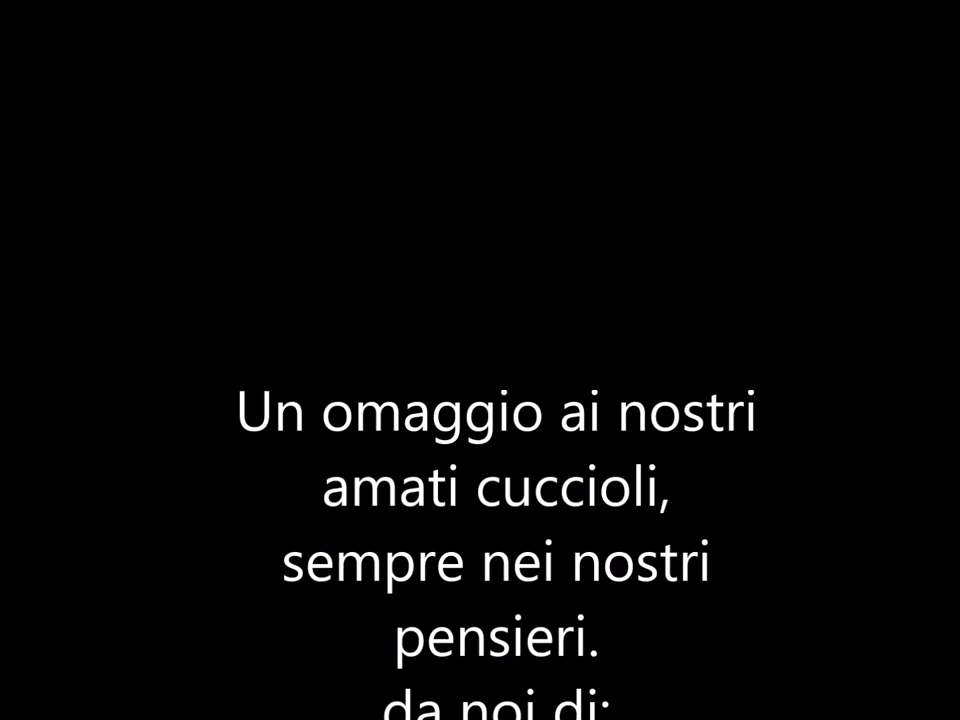 Un omaggio ai nostri
amati cuccioli,
sempre nei nostri
pensieri.
da noi di: